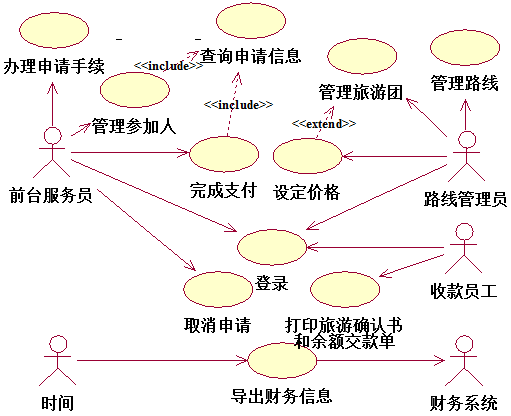 办理申请手续
查询申请信息
<<include>>
管理旅游团
管理路线
管理参加人
<<include>>
<<extend>>
前台服务员
完成支付
设定价格
路线管理员
登录
收款员工
取消申请
打印旅游确认书
和余额交款单
时间
导出财务信息
财务系统